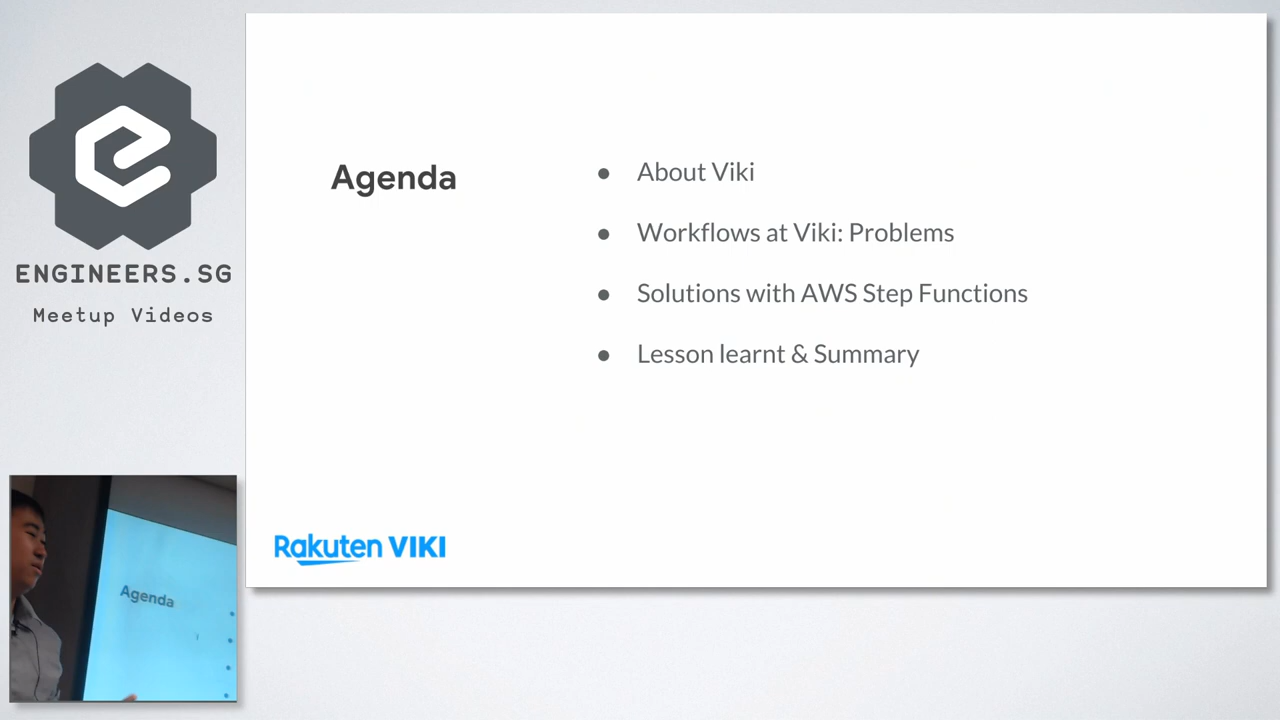 ENGINEERS.SG
Meetup Videos
Agenda
● About Viki
● Workflows at Viki: Problems
● Solutions with AWS Step Functions
● Lesson learnt & Summary
Rakuten VIKI
Agenda